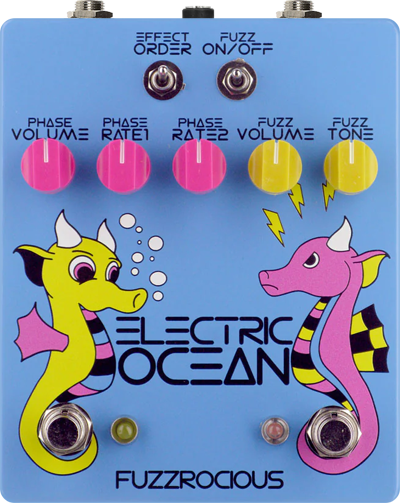 EFFECT ORDER
FUZZ ON/OFF
PHASE VOLUME
PHASE RATE1
PHASE RATE2
FUZZ VOLUME
FUZZ TONE
ELECTRIC
OCEAN
FUZZROCIOUS